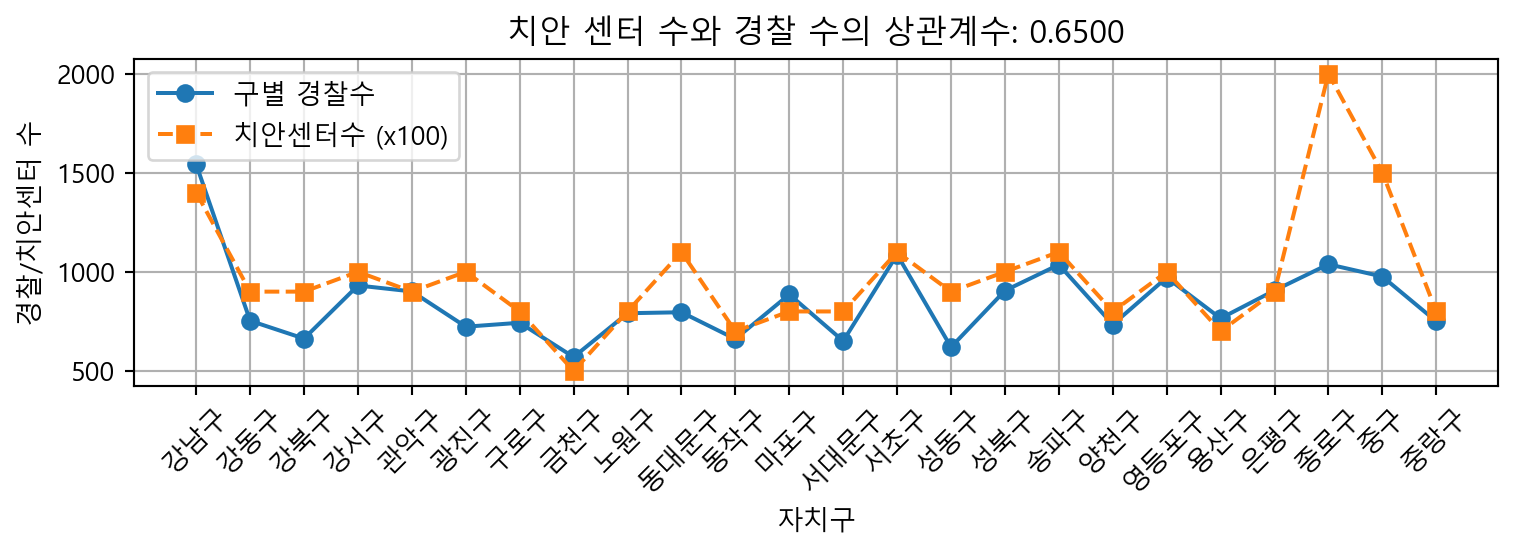 치안 센터 수와 경찰 수의 상관계수: 0.6500
구별 경찰수
치안센터수 (x100)
경찰/치안센터 수
2000
1500
1000
500
강남구
강동구
강북구
강서구
관악구
광진구
구로구
금천구
노원구
동대문구
동작구
마포구
서대문구
서초구
성동구
성북구
송파구
양천구
영등포구
용산구
은평구
종로구
중구
중랑구
자치구